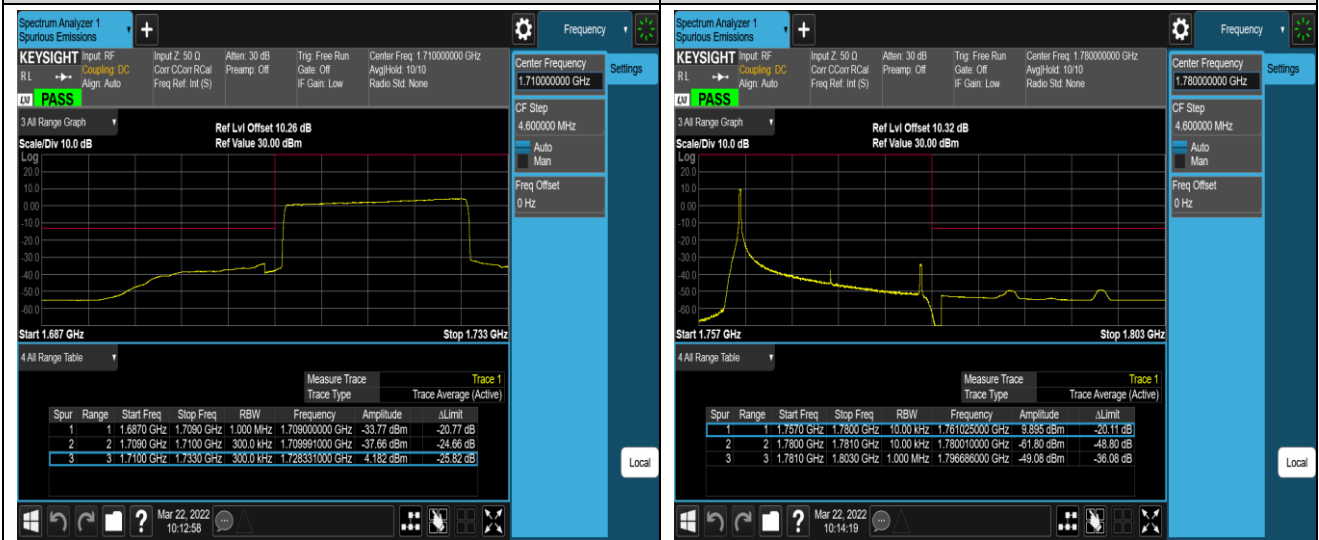 Spectrum Analyzer 1
Spurious Emissions
+
Frequency
KEYSIGHT
R L
LXI PASS
Input: RF
Coupling: DC
Align: Auto
Input Z: 50 Ω
Corr CCorr RCal
Freq Ref: Int (S)
Atten: 30 dB
Preamp: Off
Trig: Free Run
Gate: Off
IF Gain: Low
Center Freq: 1.710000000 GHz
Avg|Hold: 10/10
Radio Std: None
Center Frequency
1.710000000 GHz
Settings
CF Step
4.600000 MHz
Auto
Man
Freq Offset
0 Hz
3 All Range Graph
Scale/Div 10.0 dB
Ref Lvl Offset 10.26 dB
Ref Value 30.00 dBm
Log
20.0
10.0
0.00
-10.0
-20.0
-30.0
-40.0
-50.0
-60.0
Start 1.687 GHz
Stop 1.733 GHz
4 All Range Table
Measure Trace Trace 1
Trace Type Trace Average (Active)
Spur Range Start Freq Stop Freq RBW Frequency Amplitude ΔLimit
1 1 1.6870 GHz 1.7090 GHz 1.000 MHz 1.709000000 GHz -33.77 dBm -20.77 dB
2 2 1.7090 GHz 1.7100 GHz 300.0 kHz 1.709991000 GHz -37.66 dBm -24.66 dB
3 3 1.7100 GHz 1.7330 GHz 300.0 kHz 1.728331000 GHz 4.182 dBm -25.82 dB
Local
?
Mar 22, 2022
10:12:58
Spectrum Analyzer 1
Spurious Emissions
+
Frequency
KEYSIGHT
R L
LXI PASS
Input: RF
Coupling: DC
Align: Auto
Input Z: 50 Ω
Corr CCorr RCal
Freq Ref: Int (S)
Atten: 30 dB
Preamp: Off
Trig: Free Run
Gate: Off
IF Gain: Low
Center Freq: 1.780000000 GHz
Avg|Hold: 10/10
Radio Std: None
Center Frequency
1.780000000 GHz
Settings
CF Step
4.600000 MHz
Auto
Man
Freq Offset
0 Hz
3 All Range Graph
Scale/Div 10.0 dB
Ref Lvl Offset 10.32 dB
Ref Value 30.00 dBm
Log
20.0
10.0
0.00
-10.0
-20.0
-30.0
-40.0
-50.0
-60.0
Start 1.757 GHz
Stop 1.803 GHz
4 All Range Table
Measure Trace Trace 1
Trace Type Trace Average (Active)
Spur Range Start Freq Stop Freq RBW Frequency Amplitude ΔLimit
1 1 1.7570 GHz 1.7800 GHz 10.00 kHz 1.761025000 GHz 9.895 dBm -20.11 dB
2 2 1.7800 GHz 1.7810 GHz 10.00 kHz 1.780010000 GHz -61.80 dBm -48.80 dB
3 3 1.7810 GHz 1.8030 GHz 1.000 MHz 1.796686000 GHz -49.08 dBm -36.08 dB
Local
?
Mar 22, 2022
10:14:19